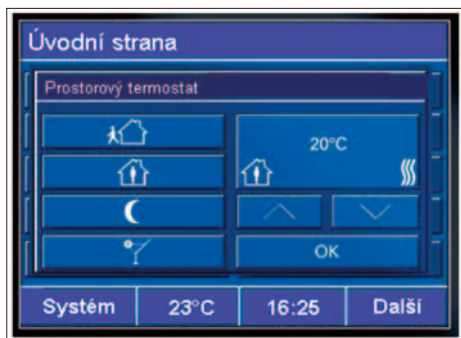 Úvodní strana
Prostorový termostat
20°C
OK
Systém 23°C 16:25 Další